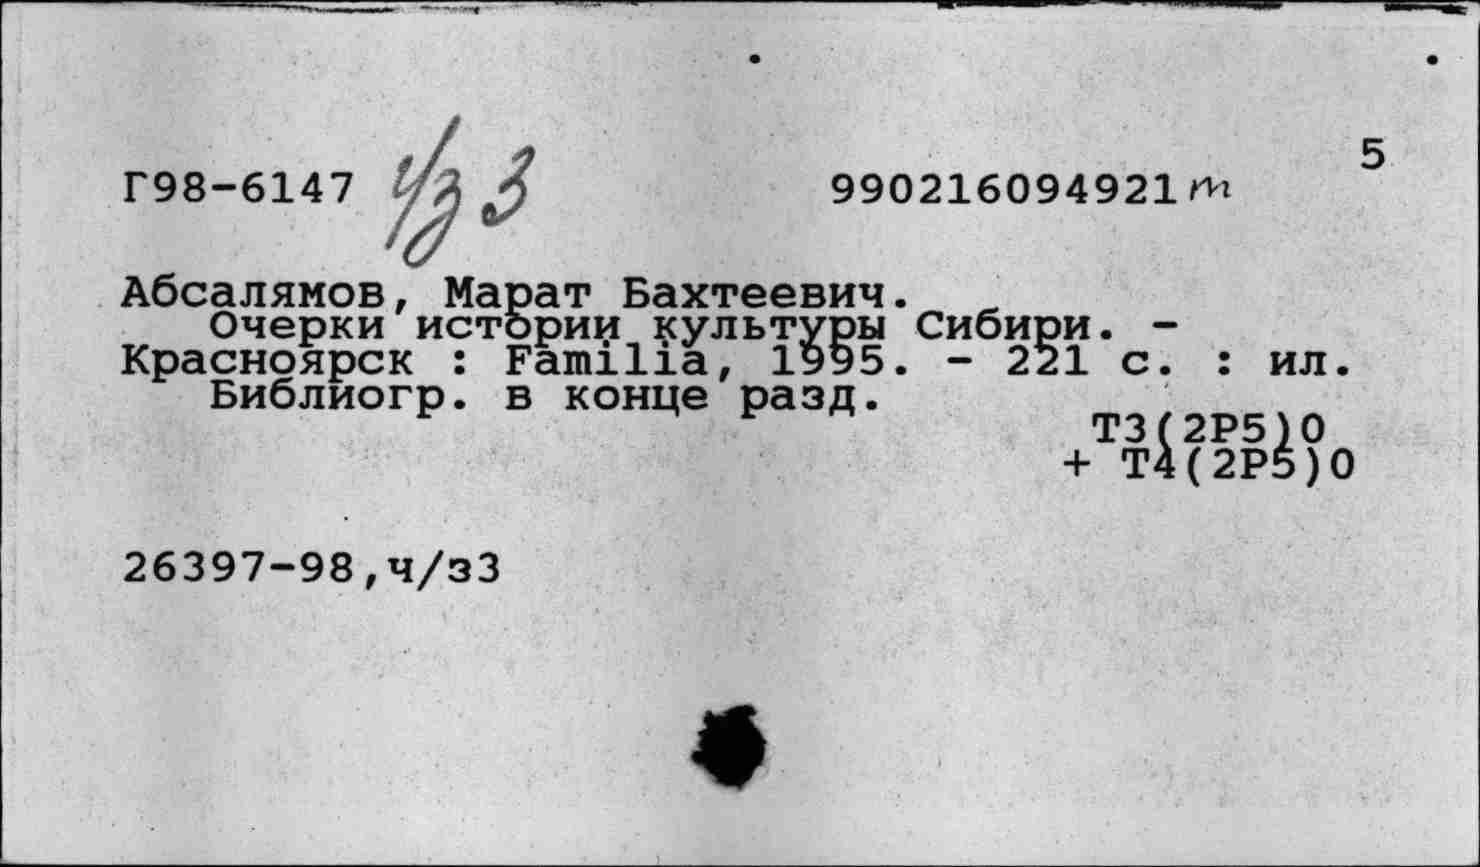 5
Г98-6147 ч/з 3 990216094921т
Абсалямов, Марат Бахтеевич.
Очерки истории культуры Сибири. -
Красноярск : Familia, 1995. - 221 с. : ил.
Библиогр. в конце разд.
Т3(2Р5)0
+ Т4(2Р5)0
26397-98,ч/з3